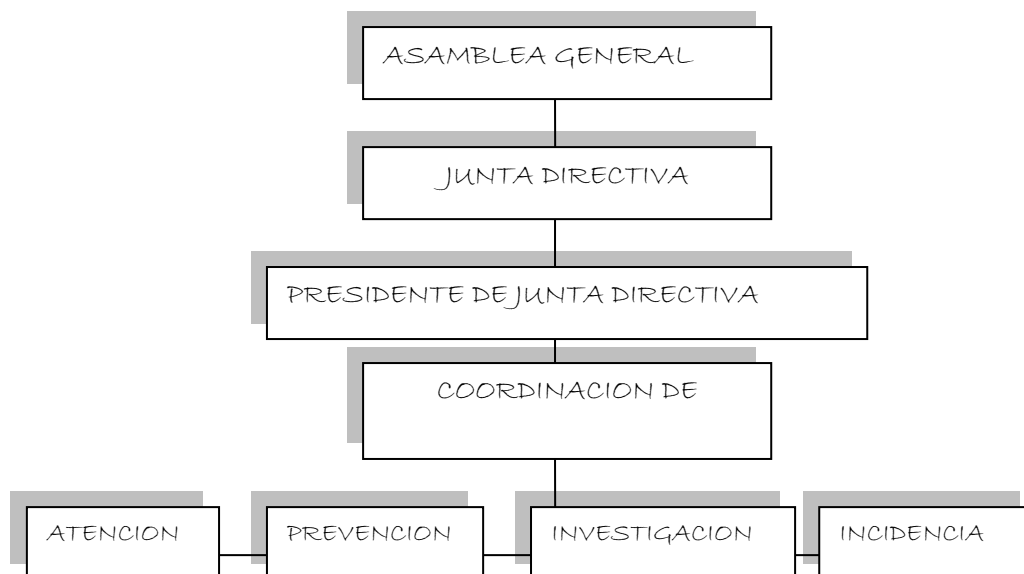 ASAMBLEA GENERAL
JUNTA DIRECTIVA
PRESIDENTE DE JUNTA DIRECTIVA
COORDINACION DE
ATENCION
PREVENCION
INVESTIGACION
INCIDENCIA